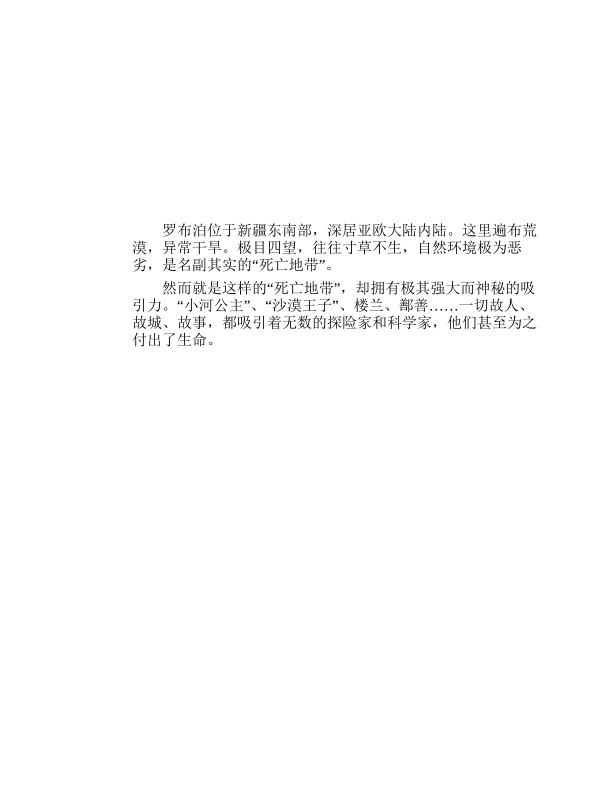 罗布泊位于新疆东南部，深居亚欧大陆内陆。这里遍布荒
漠，异常干旱。极目四望，往往寸草不生，自然环境极为恶
劣，是名副其实的“死亡地带”。
然而就是这样的“死亡地带”，却拥有极其强大而神秘的吸
引力。“小河公主”、“沙漠王子”、楼兰、鄯善……一切故人、
故城、故事，都吸引着无数的探险家和科学家，他们甚至为之
付出了生命。